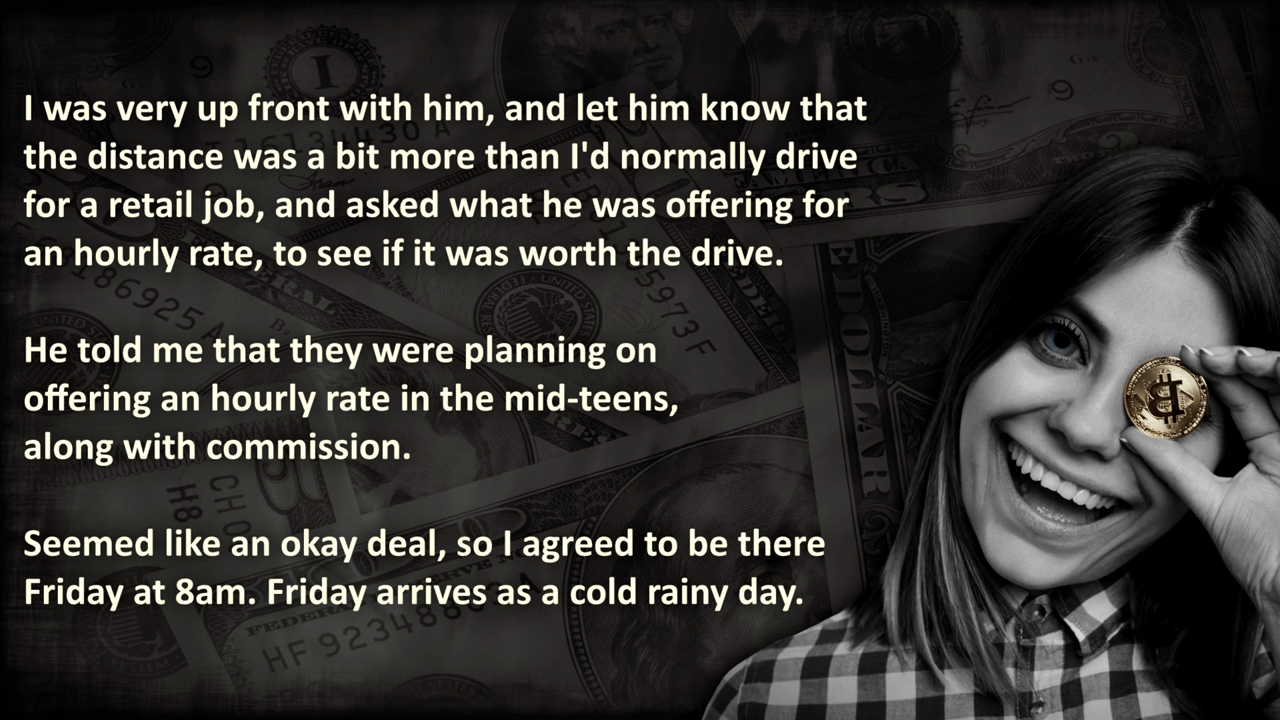 I was very up front with him, and let him know that
the distance was a bit more than I'd normally drive
for a retail job, and asked what he was offering for
an hourly rate, to see if it was worth the drive.
He told me that they were planning on
offering an hourly rate in the mid-teens,
along with commission.
Seemed like an okay deal, so I agreed to be there
Friday at 8am. Friday arrives as a cold rainy day.